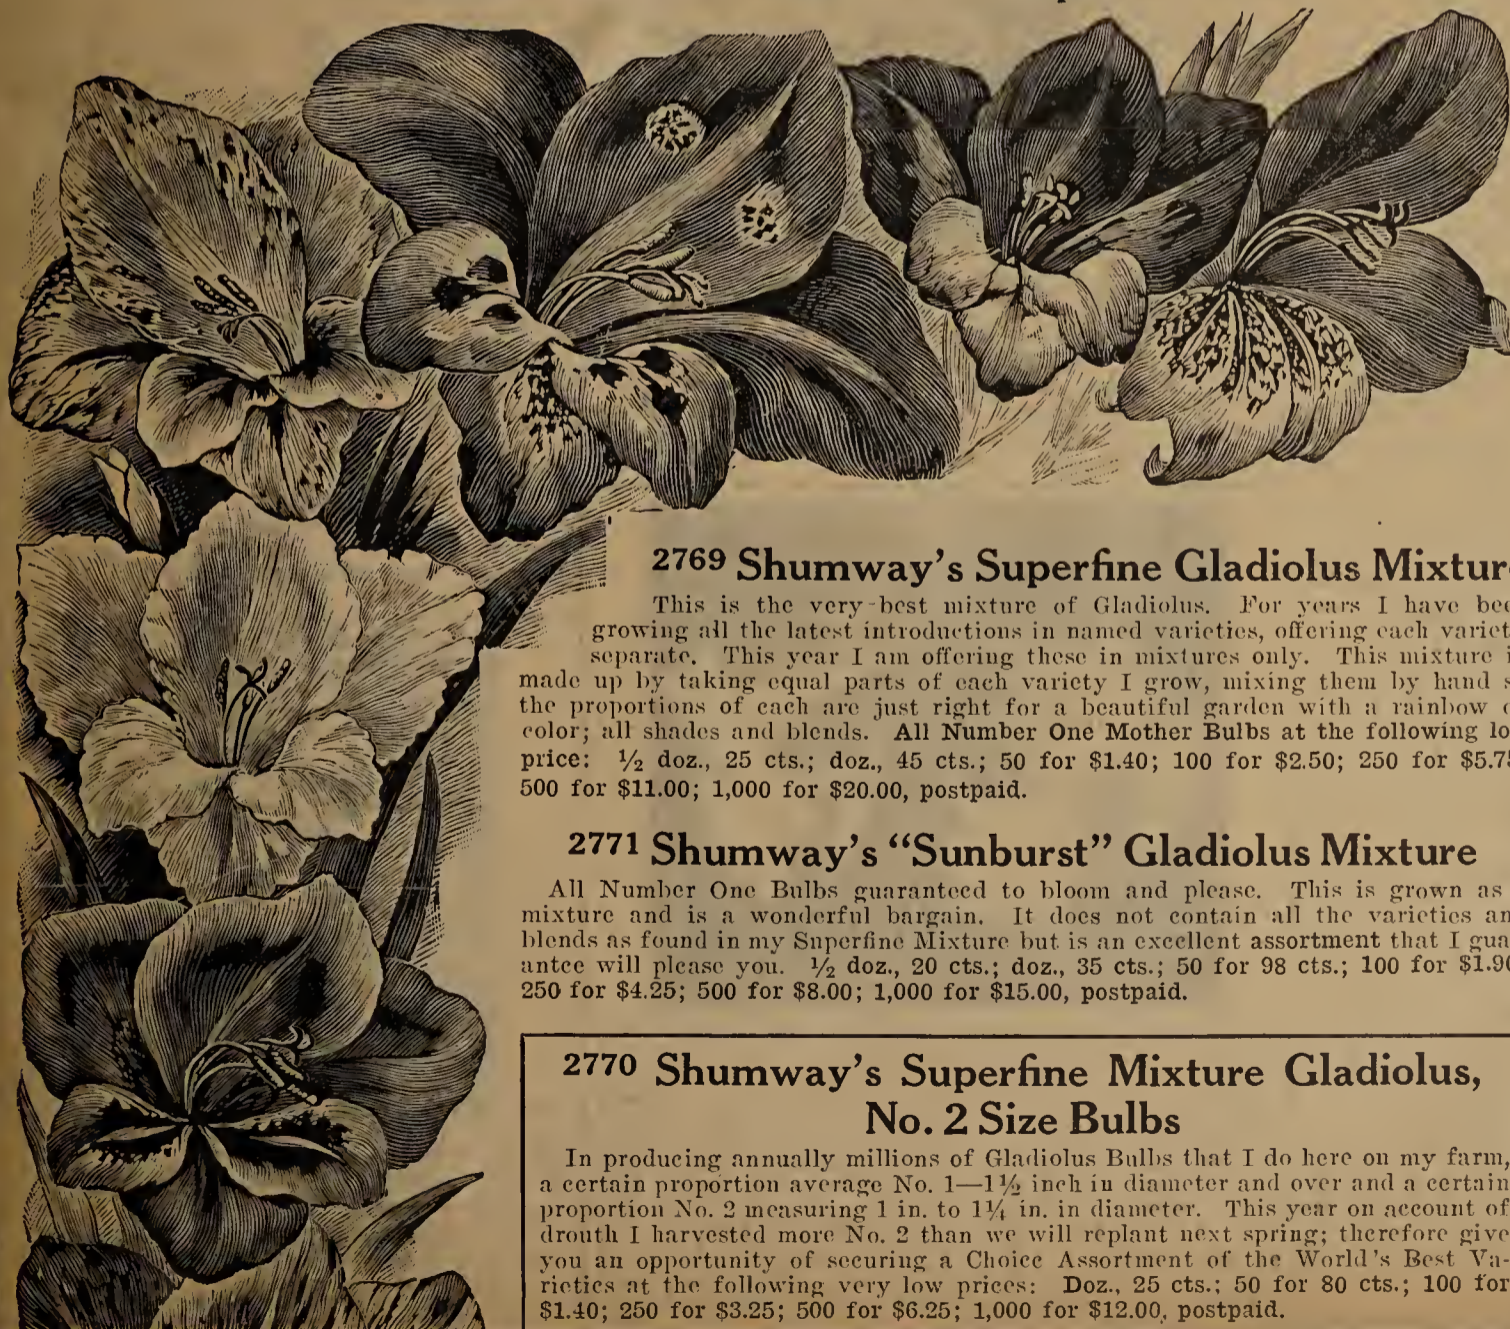 2769 Shumway's Superfine Gladiolus Mixtur
This is the very best mixture of Gladiolus. For years I have bee
growing all the latest introductions in named varieties, offering each variet
separate. This year I am offering these in mixtures only. This mixture i
made up by taking equal parts of each variety I grow, mixing them by hand s
the proportions of each are just right for a beautiful garden with a rainbow o
color; all shades and blends. All Number One Mother Bulbs at the following lo
price: ½ doz., 25 cts.; doz., 45 cts.; 50 for $1.40; 100 for $2.50; 250 for $5.75
500 for $11.00; 1,000 for $20.00, postpaid.
2771 Shumway's “Sunburst” Gladiolus Mixture
All Number One Bulbs guaranteed to bloom and please. This is grown as
mixture and is a wonderful bargain. It does not contain all the varieties an
blends as found in my Superfine Mixture but is an excellent assortment that I gua
antee will please you. ½ doz., 20 cts.; doz., 35 cts.; 50 for 98 cts.; 100 for $1.90
250 for $4.25; 500 for $8.00; 1,000 for $15.00, postpaid.
2770 Shumway's Superfine Mixture Gladiolus,
No. 2 Size Bulbs
In producing annually millions of Gladiolus Bulbs that I do here on my farm,
a certain proportion average No. 1—1½ inch in diameter and over and a certain
proportion No. 2 measuring 1 in. to 1¼ in. in diameter. This year on account of
drouth I harvested more No. 2 than we will replant next spring; therefore give
you an opportunity of securing a Choice Assortment of the World's Best Va-
rieties at the following very low prices: Doz., 25 cts.; 50 for 80 cts.; 100 for
$1.40; 250 for $3.25; 500 for $6.25; 1,000 for $12.00, postpaid.